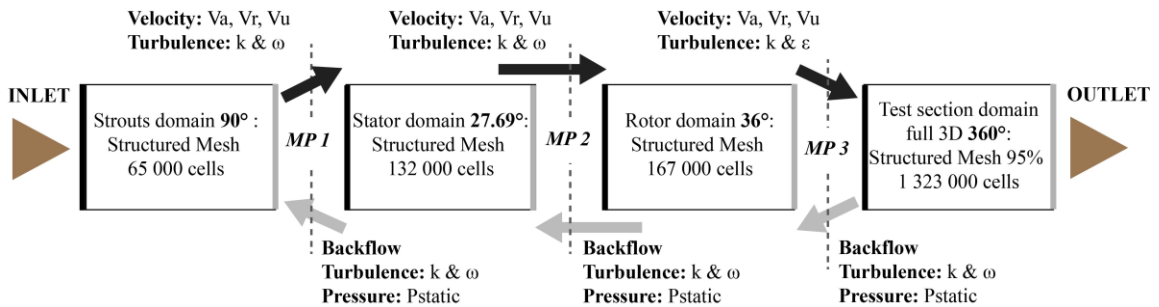 Velocity: Va, Vr, Vu
Turbulence: k & ω
Velocity: Va, Vr, Vu
Turbulence: k & ω
Velocity: Va, Vr, Vu
Turbulence: k & ε
INLET
Strouts domain 90° :
Structured Mesh
65 000 cells
MP 1
Stator domain 27.69°:
Structured Mesh
132 000 cells
MP 2
Rotor domain 36°:
Structured Mesh
167 000 cells
MP 3
Test section domain
full 3D 360°:
Structured Mesh 95%
1 323 000 cells
OUTLET
Backflow
Turbulence: k & ω
Pressure: Pstatic
Backflow
Turbulence: k & ω
Pressure: Pstatic
Backflow
Turbulence: k & ω
Pressure: Pstatic